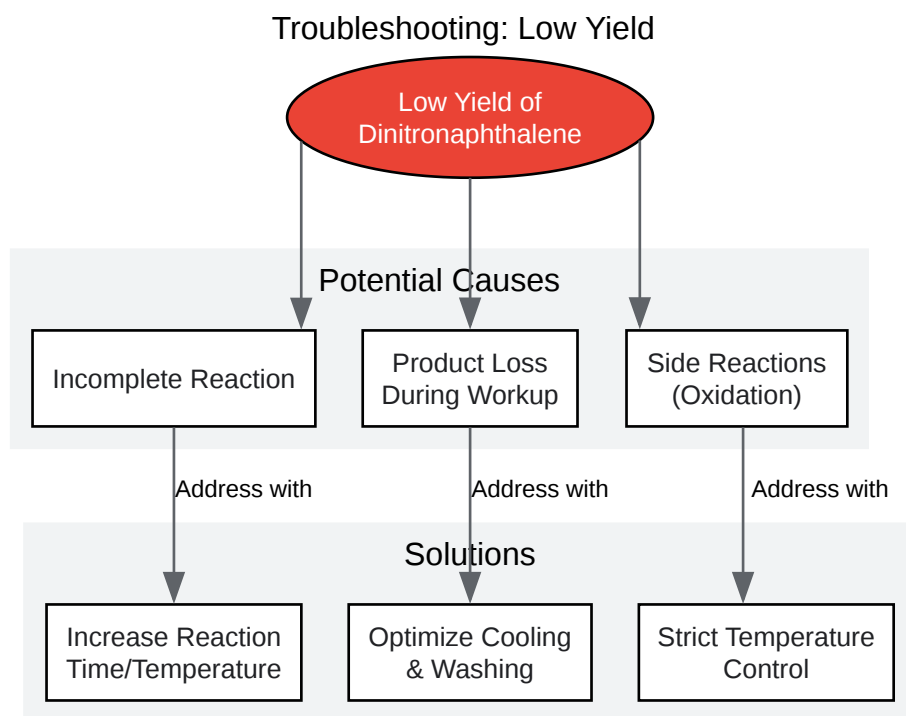 Troubleshooting: Low Yield
Low Yield of
Dinitronaphthalene
Potential Causes
Incomplete Reaction
Product Loss
During Workup
Side Reactions
(Oxidation)
Address with
Address with
Address with
Solutions
Increase Reaction
Time/Temperature
Optimize Cooling
& Washing
Strict Temperature
Control